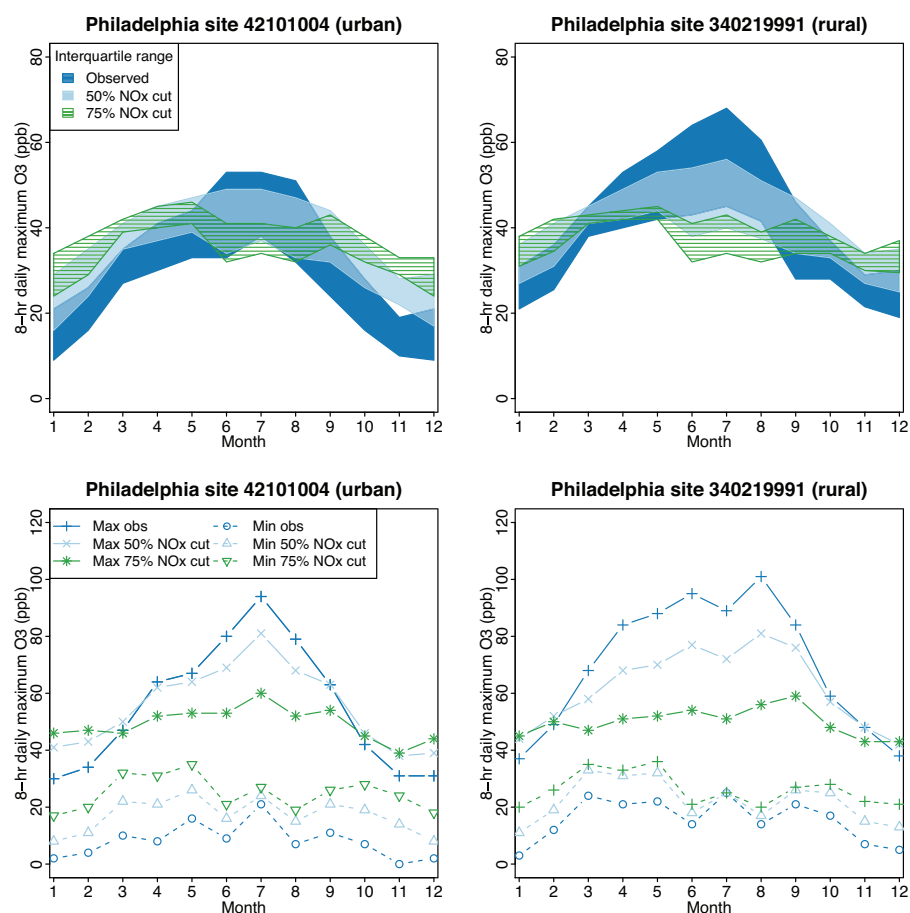 Philadelphia site 42101004 (urban)
Interquartile range
Observed
50% NOx cut
75% NOx cut
8-hr daily maximum O3 (ppb)
0 20 40 60 80
1 2 3 4 5 6 7 8 9 10 11 12
Month
Philadelphia site 340219991 (rural)
8-hr daily maximum O3 (ppb)
0 20 40 60 80
1 2 3 4 5 6 7 8 9 10 11 12
Month
Philadelphia site 42101004 (urban)
Max obs Min obs
Max 50% NOx cut Min 50% NOx cut
Max 75% NOx cut Min 75% NOx cut
8-hr daily maximum O3 (ppb)
0 20 40 60 80 100 120
1 2 3 4 5 6 7 8 9 10 11 12
Month
Philadelphia site 340219991 (rural)
8-hr daily maximum O3 (ppb)
0 20 40 60 80 100 120
1 2 3 4 5 6 7 8 9 10 11 12
Month